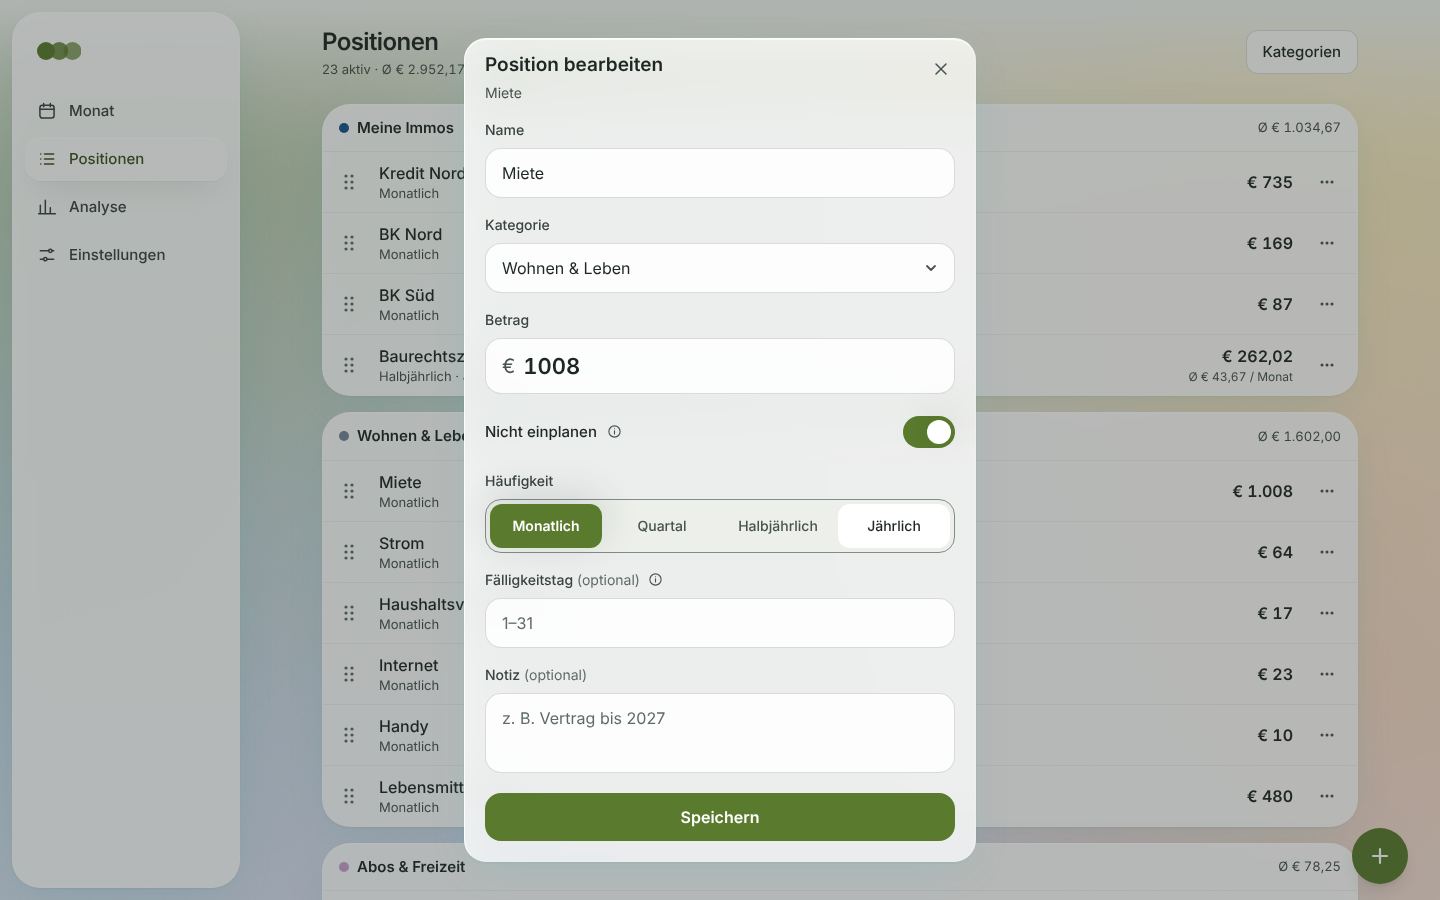 Positionen
23 aktiv · Ø € 2.952,17
Kategorien
Monat
Positionen
Analyse
Einstellungen
Meine Immos
Ø € 1.034,67
Kredit Nord
Monatlich
€ 735
BK Nord
Monatlich
€ 169
BK Süd
Monatlich
€ 87
Halbjährlich ·
€ 262,02
Ø € 43,67 / Monat
Wohnen &
Ø € 1.602,00
Miete
Monatlich
€ 1.008
Strom
Monatlich
€ 64
Monatlich
€ 17
Internet
Monatlich
€ 23
Handy
Monatlich
€ 10
Monatlich
€ 480
Abos & Freizeit
Ø € 78,25
Position bearbeiten
Miete
Name
Miete
Kategorie
Wohnen & Leben
Betrag
€ 1008
Nicht einplanen
Häufigkeit
Monatlich
Quartal
Halbjährlich
Jährlich
Fälligkeitstag (optional)
1–31
Notiz (optional)
z. B. Vertrag bis 2027
Speichern